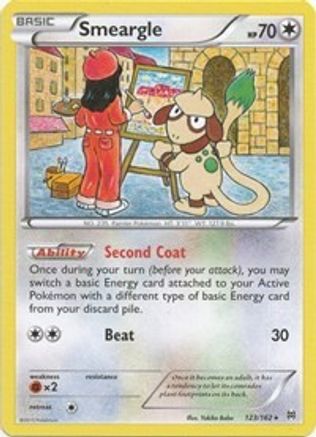 BASIC
Smeargle
HP70
NO. 235 Painter Pokémon HT: 3'11" WT: 127.9 lbs.
Ability
Second Coat
Once during your turn (before your attack), you may
switch a basic Energy card attached to your Active
Pokémon with a different type of basic Energy card
from your discard pile.
Beat 30
weakness
resistance
×2
Once it becomes an adult, it has
a tendency to let its comrades
plant footprints on its back.
retreat
Illus. Yukiko Baba
123/162 ★